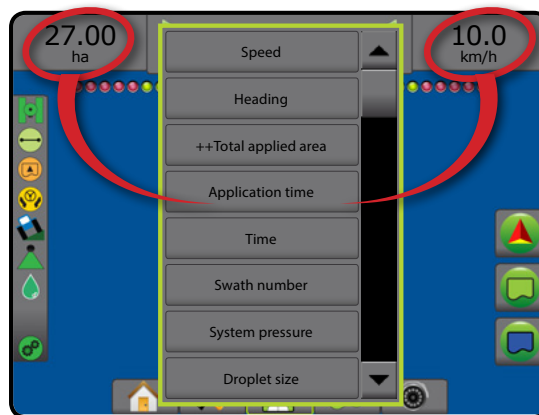 27.00
ha
10.0
km/h
Speed
Heading
++Total applied area
Application time
Time
Swath number
System pressure
Droplet size